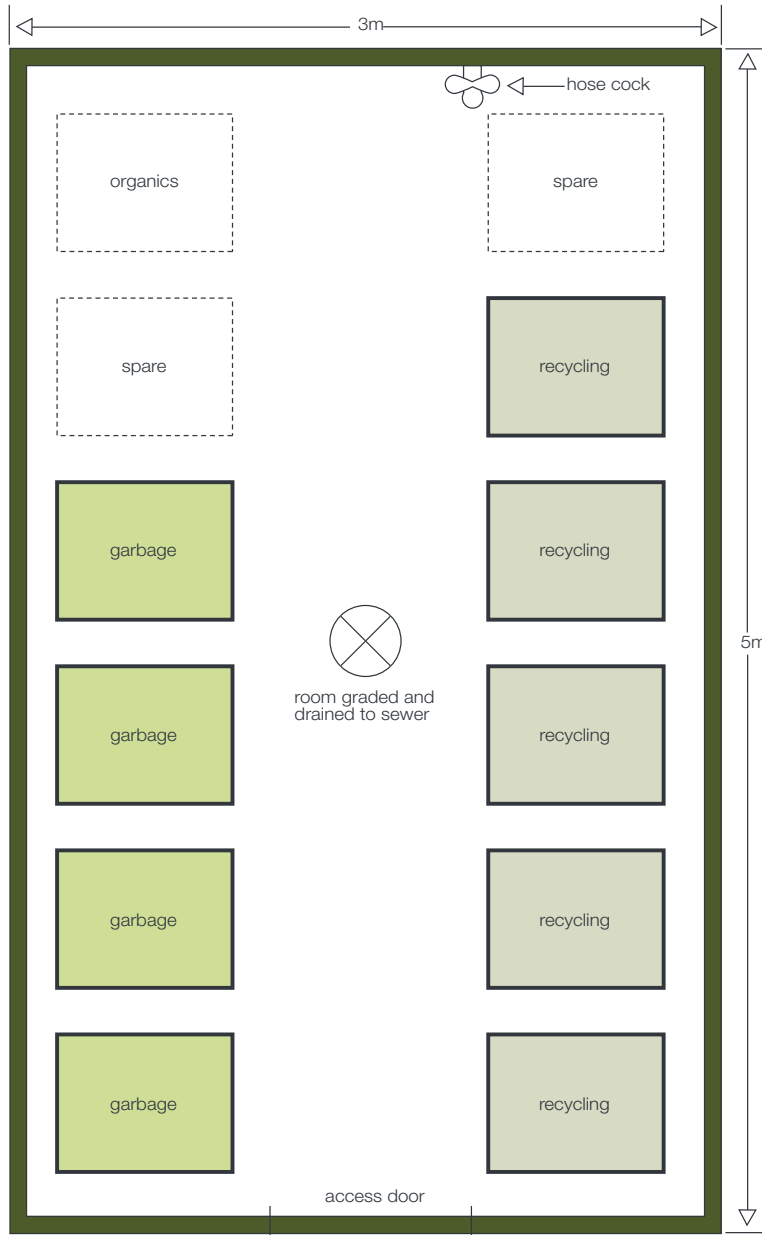 3m
hose cock
organics
spare
spare
recycling
garbage
recycling
5m
room graded and
drained to sewer
garbage
recycling
garbage
recycling
garbage
recycling
access door